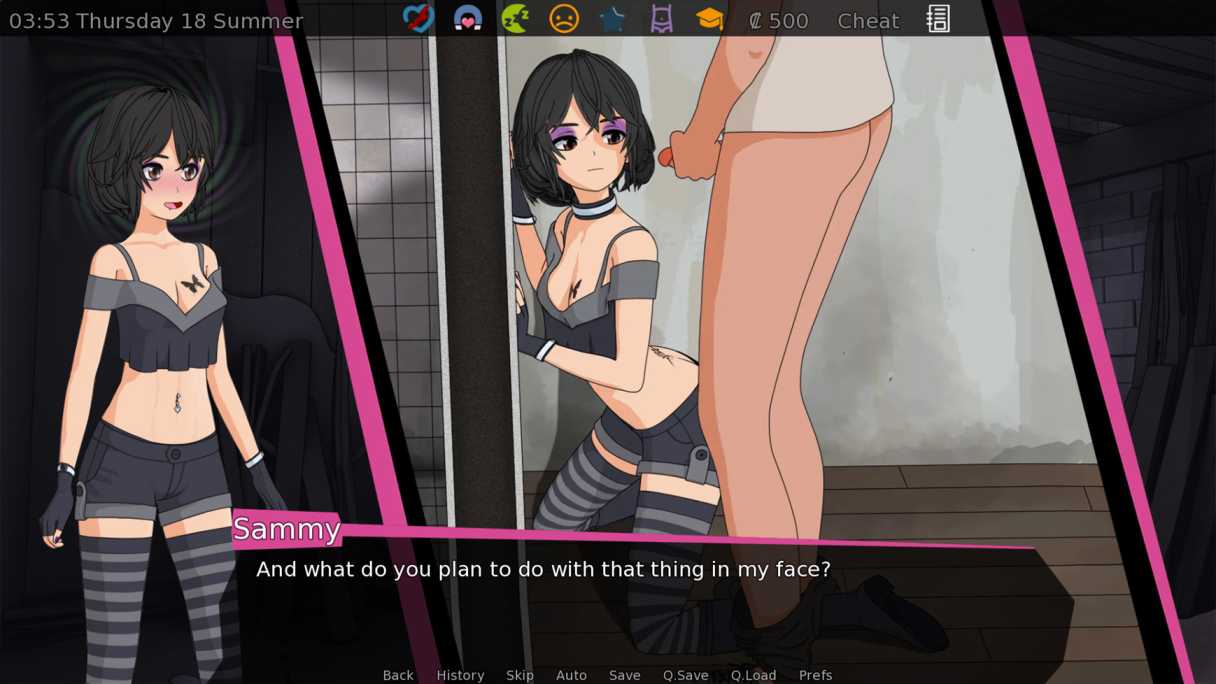 03:53 Thursday 18 Summer
₡ 500
Cheat
Sammy
And what do you plan to do with that thing in my face?
Back History Skip Auto Save Q.Save Q.Load Prefs